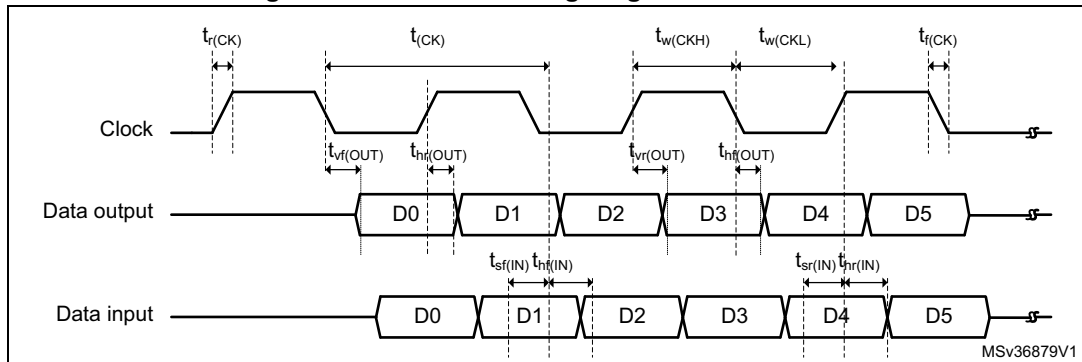 tr(CK) t(CK) tw(CKH) tw(CKL) tf(CK)
Clock
tvf(OUT) thr(OUT) tvr(OUT) thf(OUT)
Data output D0 D1 D2 D3 D4 D5
tsf(IN) thf(IN) tsr(IN) thr(IN)
Data input D0 D1 D2 D3 D4 D5
MSv36879V1